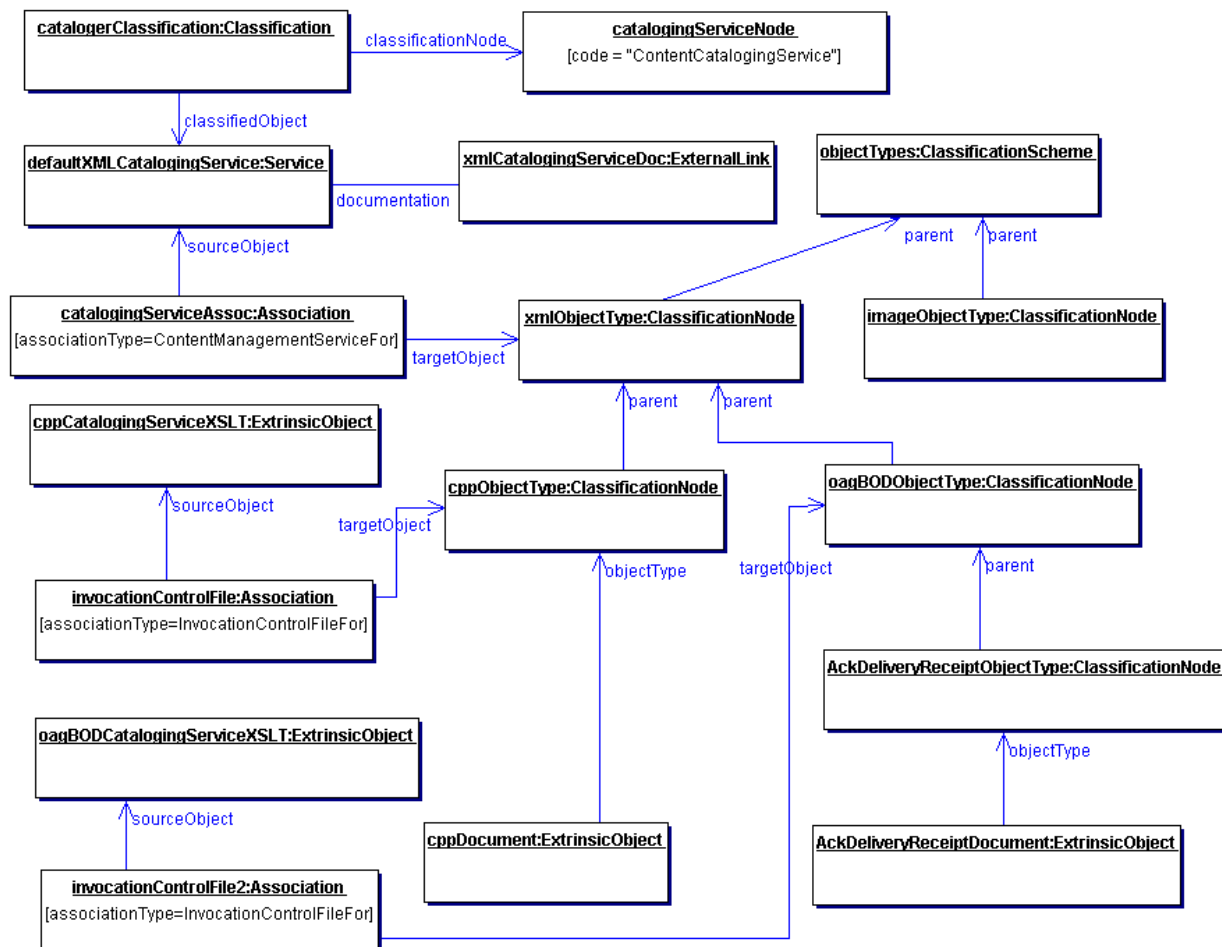 catalogerClassification:Classification
classificationNode
catalogingServiceNode
[code = "ContentCatalogingService"]
classifiedObject
defaultXMLCatalogingService:Service
documentation
xmlCatalogingServiceDoc:ExternalLink
objectTypes:ClassificationScheme
sourceObject
parent
parent
catalogingServiceAssoc:Association
[associationType=ContentManagementServiceFor]
targetObject
xmlObjectType:ClassificationNode
imageObjectType:ClassificationNode
parent
parent
cppCatalogingServiceXSLT:ExtrinsicObject
sourceObject
targetObject
cppObjectType:ClassificationNode
oagBODObjectType:ClassificationNode
objectType
targetObject
parent
invocationControlFile:Association
[associationType=InvocationControlFileFor]
AckDeliveryReceiptObjectType:ClassificationNode
oagBODCatalogingServiceXSLT:ExtrinsicObject
objectType
sourceObject
cppDocument:ExtrinsicObject
AckDeliveryReceiptDocument:ExtrinsicObject
invocationControlFile2:Association
[associationType=InvocationControlFileFor]